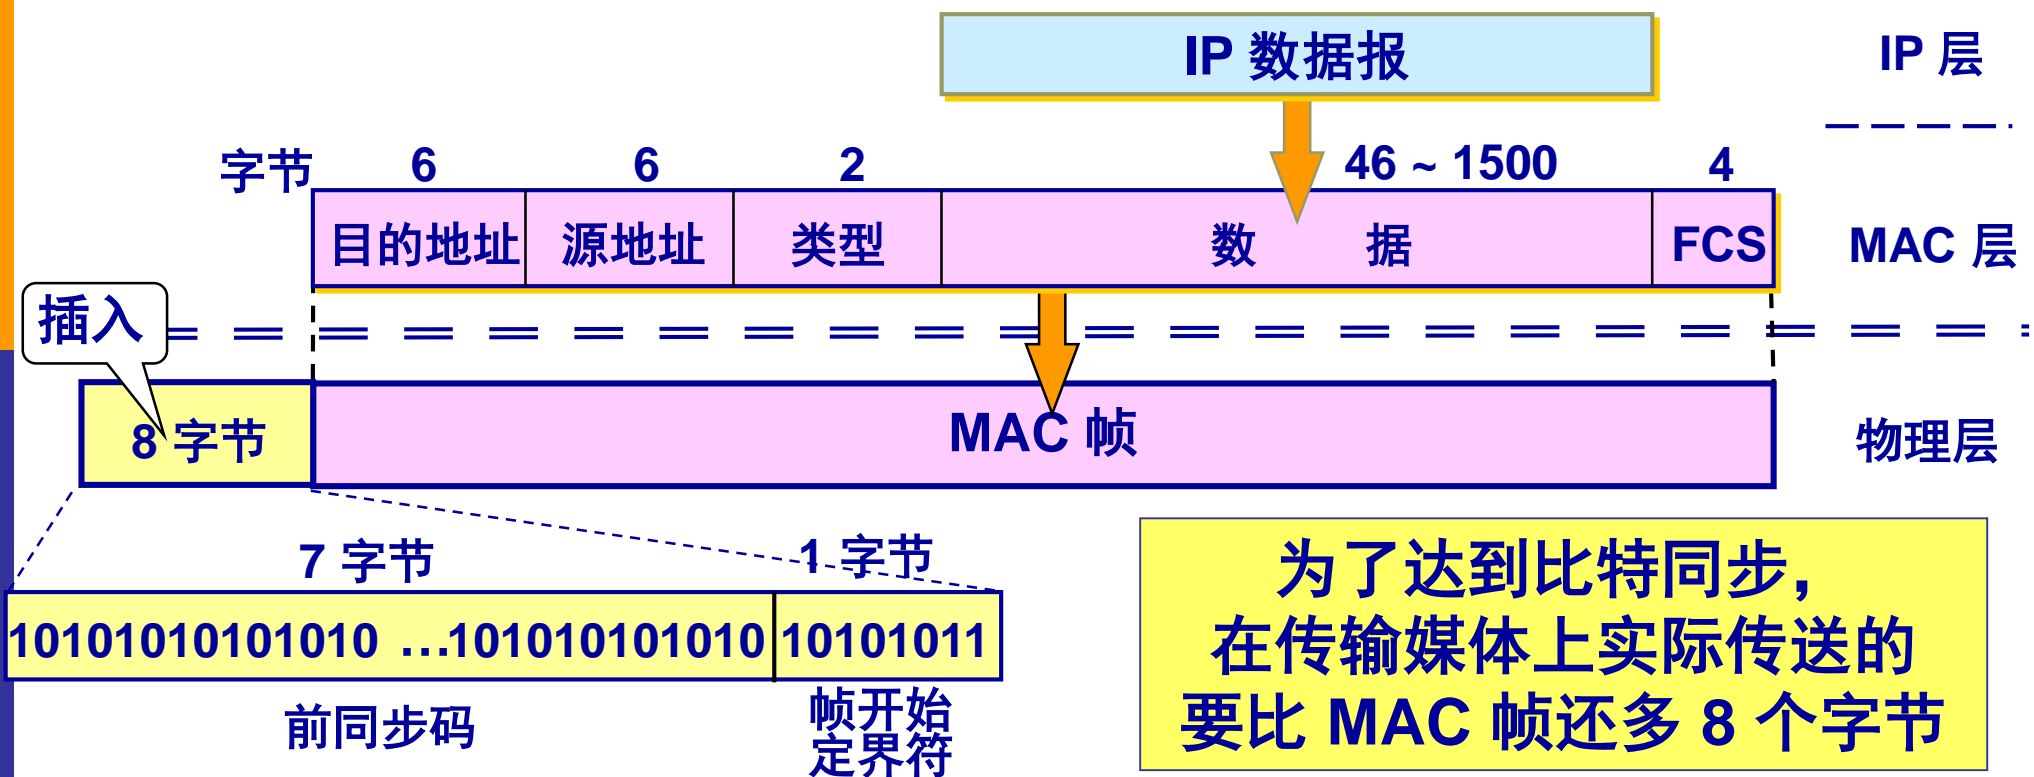 IP 数据报
IP 层
字节 6 6 2 46 ~ 1500 4
目的地址 源地址 类型 数 据 FCS
MAC 层
插入
8 字节
MAC 帧
物理层
7 字节 1 字节
10101010101010 …101010101010 10101011
前同步码
帧开始
定界符
为了达到比特同步,
在传输媒体上实际传送的
要比 MAC 帧还多 8 个字节